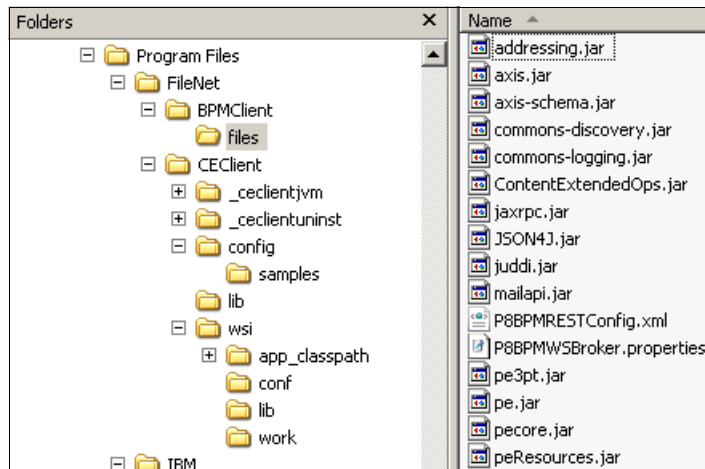 Folders
Program Files
FileNet
BPMClient
files
CEClient
_ceclientjvm
_ceclientuninst
config
samples
lib
wsi
app_classpath
conf
lib
work
IBM
Name
addressing.jar
axis.jar
axis-schema.jar
commons-discovery.jar
commons-logging.jar
ContentExtendedOps.jar
jaxrpc.jar
JSON4J.jar
juddi.jar
mailapi.jar
P8BPMRESTConfig.xml
P8BPMWSBroker.properties
pe3pt.jar
pe.jar
pecore.jar
peResources.jar